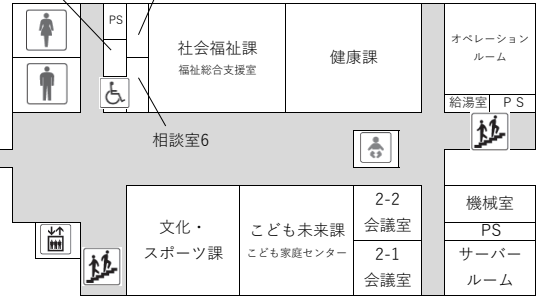 PS
社会福祉課
福祉総合支援室
健康課
オペレーション
ルーム
給湯室
ＰＳ
相談室6
文化・
スポーツ課
こども未来課
こども家庭センター
2-2
会議室
2-1
会議室
機械室
PS
サーバー
ルーム